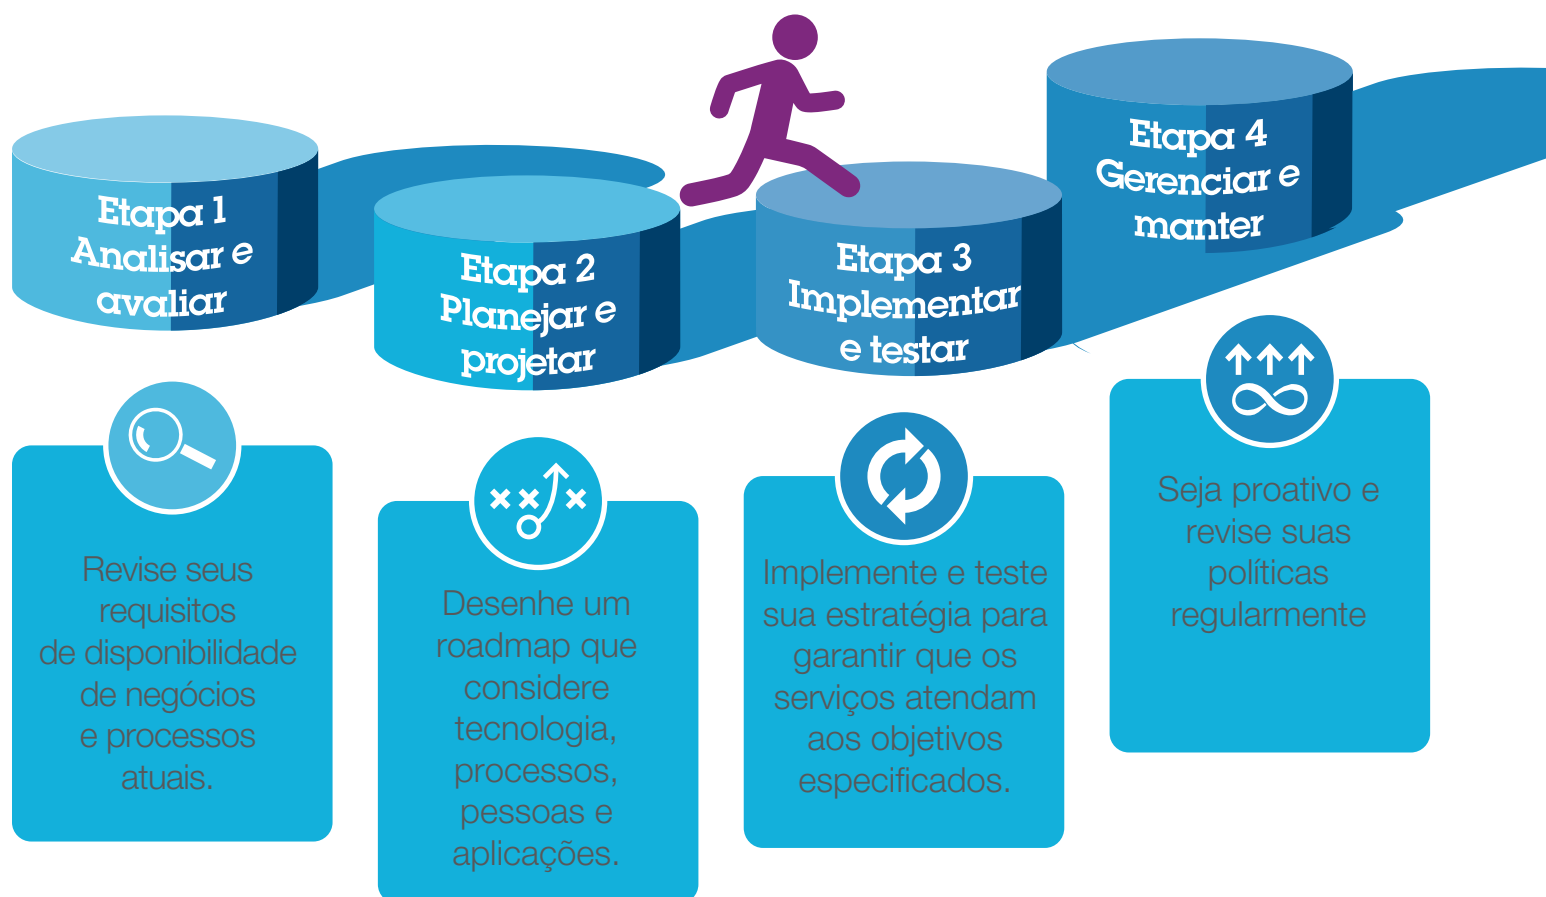 Etapa 1
Analisar e
avaliar
Etapa 2
Planejar e
projetar
Etapa 3
Implementar
e testar
Etapa 4
Gerenciar e
manter
Revise seus
requisitos
de disponibilidade
de negócios
e processos
atuais.
Desenhe um
roadmap que
considere
tecnologia,
processos,
pessoas e
aplicações.
Implemente e teste
sua estratégia para
garantir que os
serviços atendam
aos objetivos
especificados.
Seja proativo e
revise suas
políticas
regularmente